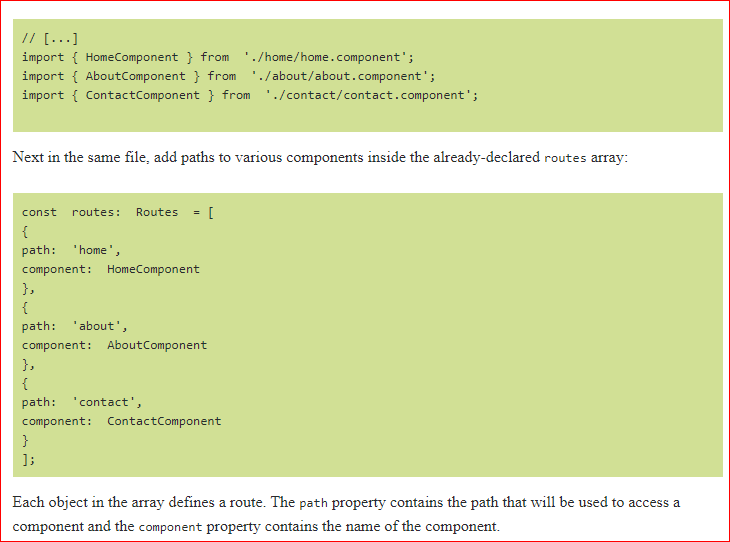 // [...]
import { HomeComponent } from  './home/home.component';
import { AboutComponent } from  './about/about.component';
import { ContactComponent } from  './contact/contact.component';
Next in the same file, add paths to various components inside the already-declared routes array:
const  routes:  Routes  = [
{
path:  'home',
component:  HomeComponent
},
{
path:  'about',
component:  AboutComponent
},
{
path:  'contact',
component:  ContactComponent
}
];
Each object in the array defines a route. The path property contains the path that will be used to access a
component and the component property contains the name of the component.